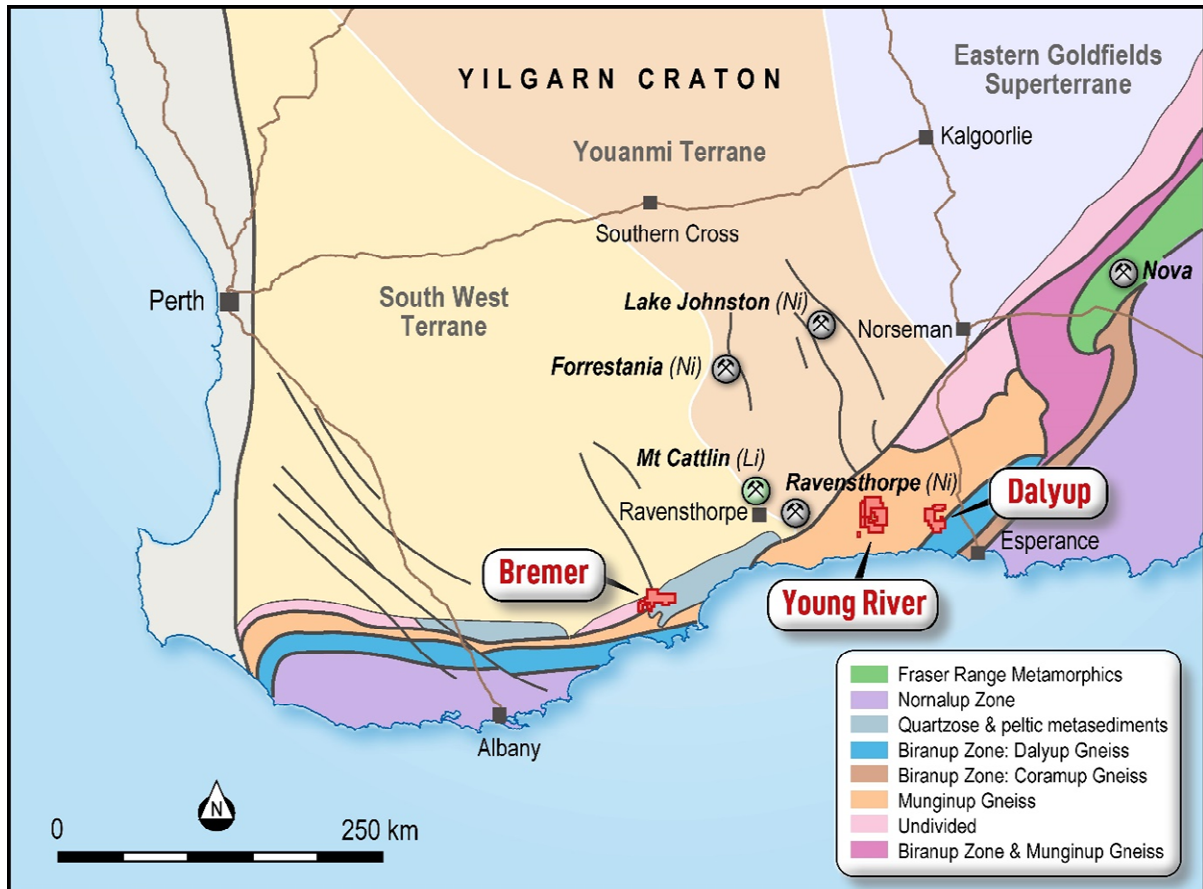 Eastern Goldfields
Superterrane
YILGARN CRATON
Kalgoorlie
Youanmi Terrane
Southern Cross
Nova
Perth
South West
Terrane
Lake Johnston (Ni)
Norseman
Forrestania (Ni)
Mt Cattlin (Li)
Ravensthorpe (Ni)
Ravensthorpe
Dalyup
Esperance
Bremer
Young River
Albany
Fraser Range Metamorphics
Nornalup Zone
Quartzose & peltic metasediments
Biranup Zone: Dalyup Gneiss
Biranup Zone: Coramup Gneiss
Munginup Gneiss
Undivided
Biranup Zone & Munginup Gneiss
N
0 250 km